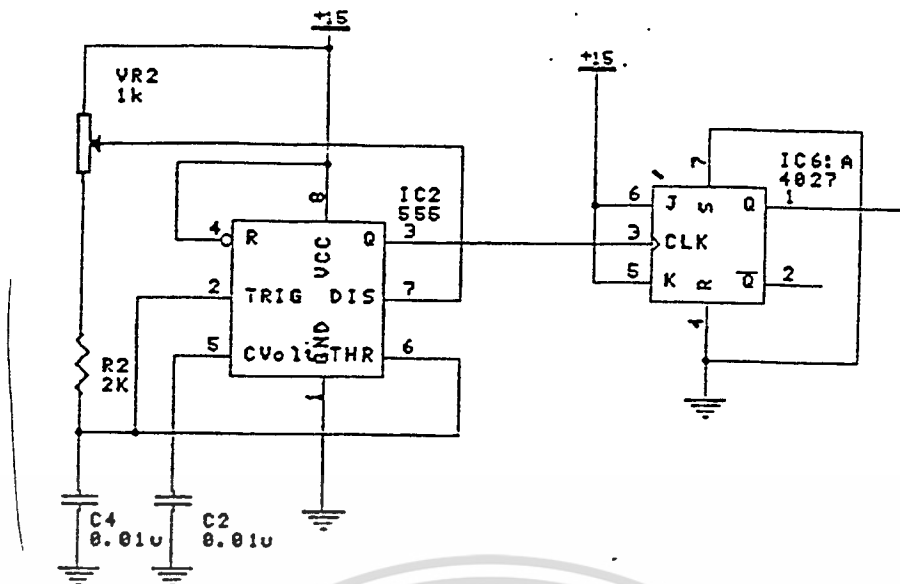 +15
VR2
1k
+15
IC2
555
8
4
R
VCC
Q
3
2
TRIG
DIS
7
5
CVolt
GND
THR
6
1
R2
2K
C4
0.01u
C2
0.01u
7
IC6:A
4027
6
J
S
Q
1
3
CLK
5
K
R
Q
2
4